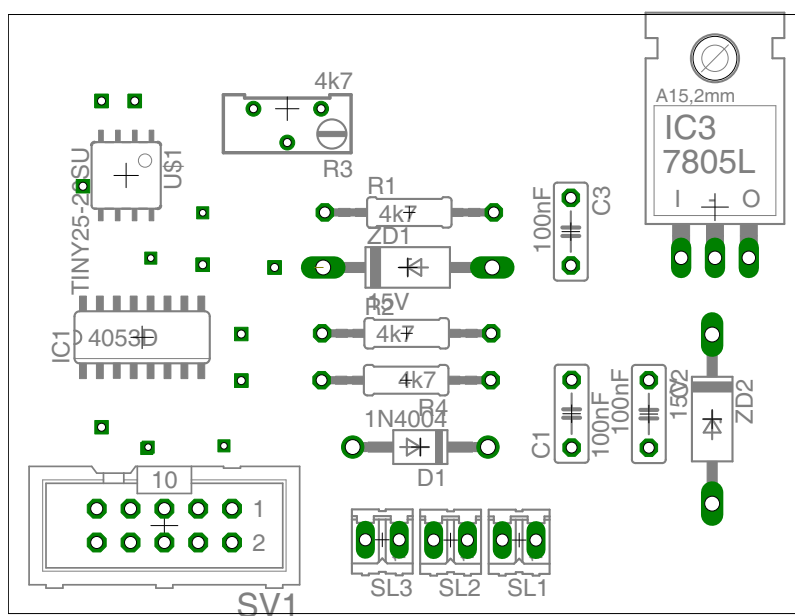 4k7
R3
A15,2mm
IC3
7805L
I - O
TINY25-20SU
U$1
R1
4k7
ZD1
15V
100nF
C3
IC1
4053D
R2
4k7
4k7
R4
1N4004
D1
C1
100nF
100nF
15V
ZD2
10
1
2
SV1
SL3
SL2
SL1